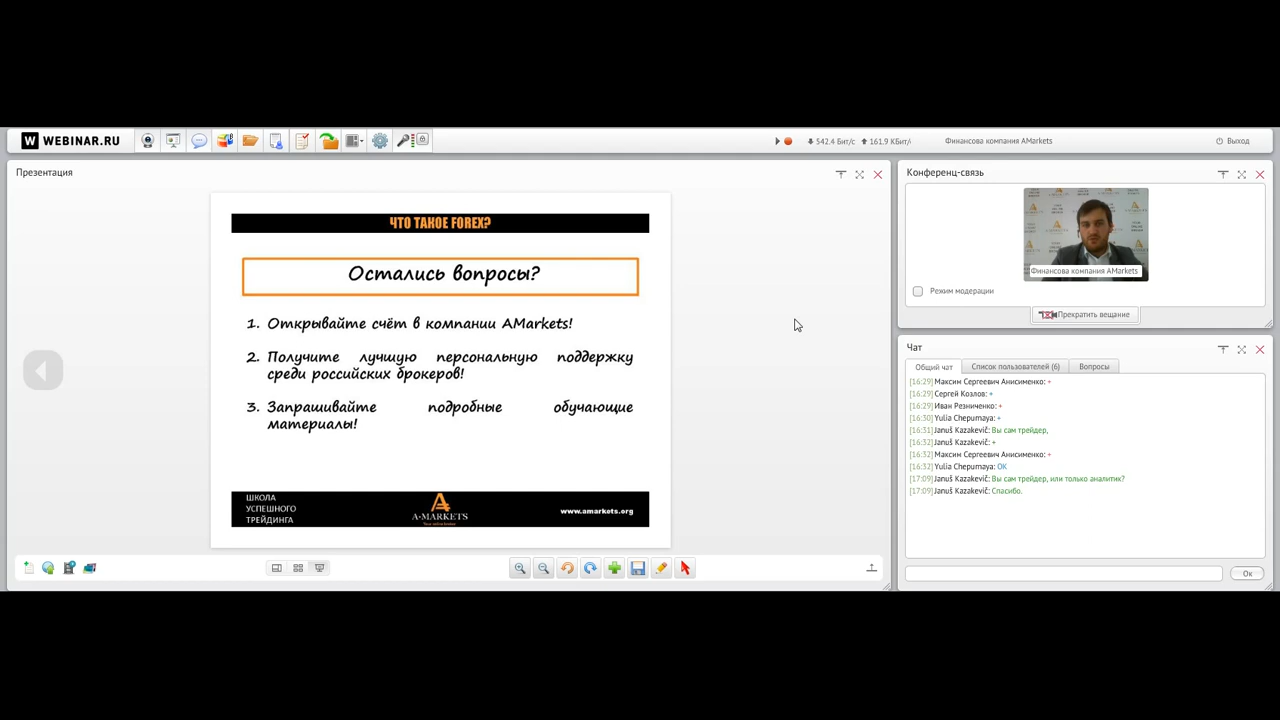 WEBINAR.RU
542.4 Бит/с
161.9 КБит/с
Финансова компания AMarkets
Выход
Презентация
ЧТО ТАКОЕ FOREX?
Остались вопросы?
1. Открывайте счёт в компании AMarkets!
2. Получите лучшую персональную поддержку
среди российских брокеров!
3. Запрашивайте подробные обучающие
материалы!
ШКОЛА
УСПЕШНОГО
ТРЕЙДИНГА
A-MARKETS
www.amarkets.org
Конференц-связь
Финансова компания AMarkets
Режим модерации
Прекратить вещание
Чат
Общий чат
Список пользователей (6)
Вопросы
[16:29] Максим Сергеевич Анисименко: +
[16:29] Сергей Козлов: +
[16:29] Иван Резниченко: +
[16:30] Yulia Chepurnaya: +
[16:31] Januš Kazakevič: Вы сам трейдер,
[16:32] Januš Kazakevič: +
[16:32] Максим Сергеевич Анисименко: +
[16:32] Yulia Chepurnaya: OK
[17:09] Januš Kazakevič: Вы сам трейдер, или только аналитик?
[17:09] Januš Kazakevič: Спасибо.
Ок